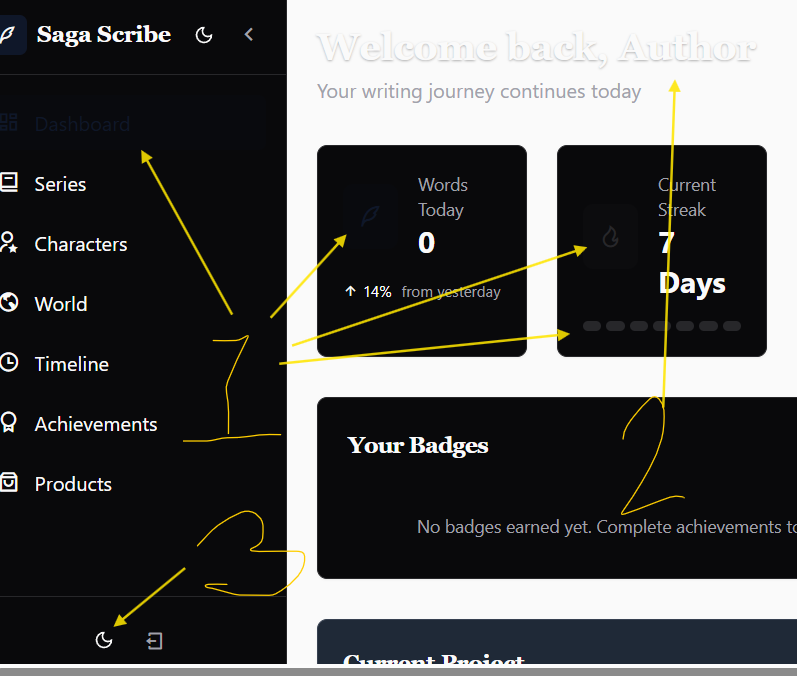 Saga Scribe
Dashboard
Series
Characters
World
Timeline
Achievements
Products
1
3
Welcome back, Author
Your writing journey continues today
Words
Today
0
14% from yesterday
Current
Streak
7
Days
Your Badges
2
No badges earned yet. Complete achievements to
Current Project